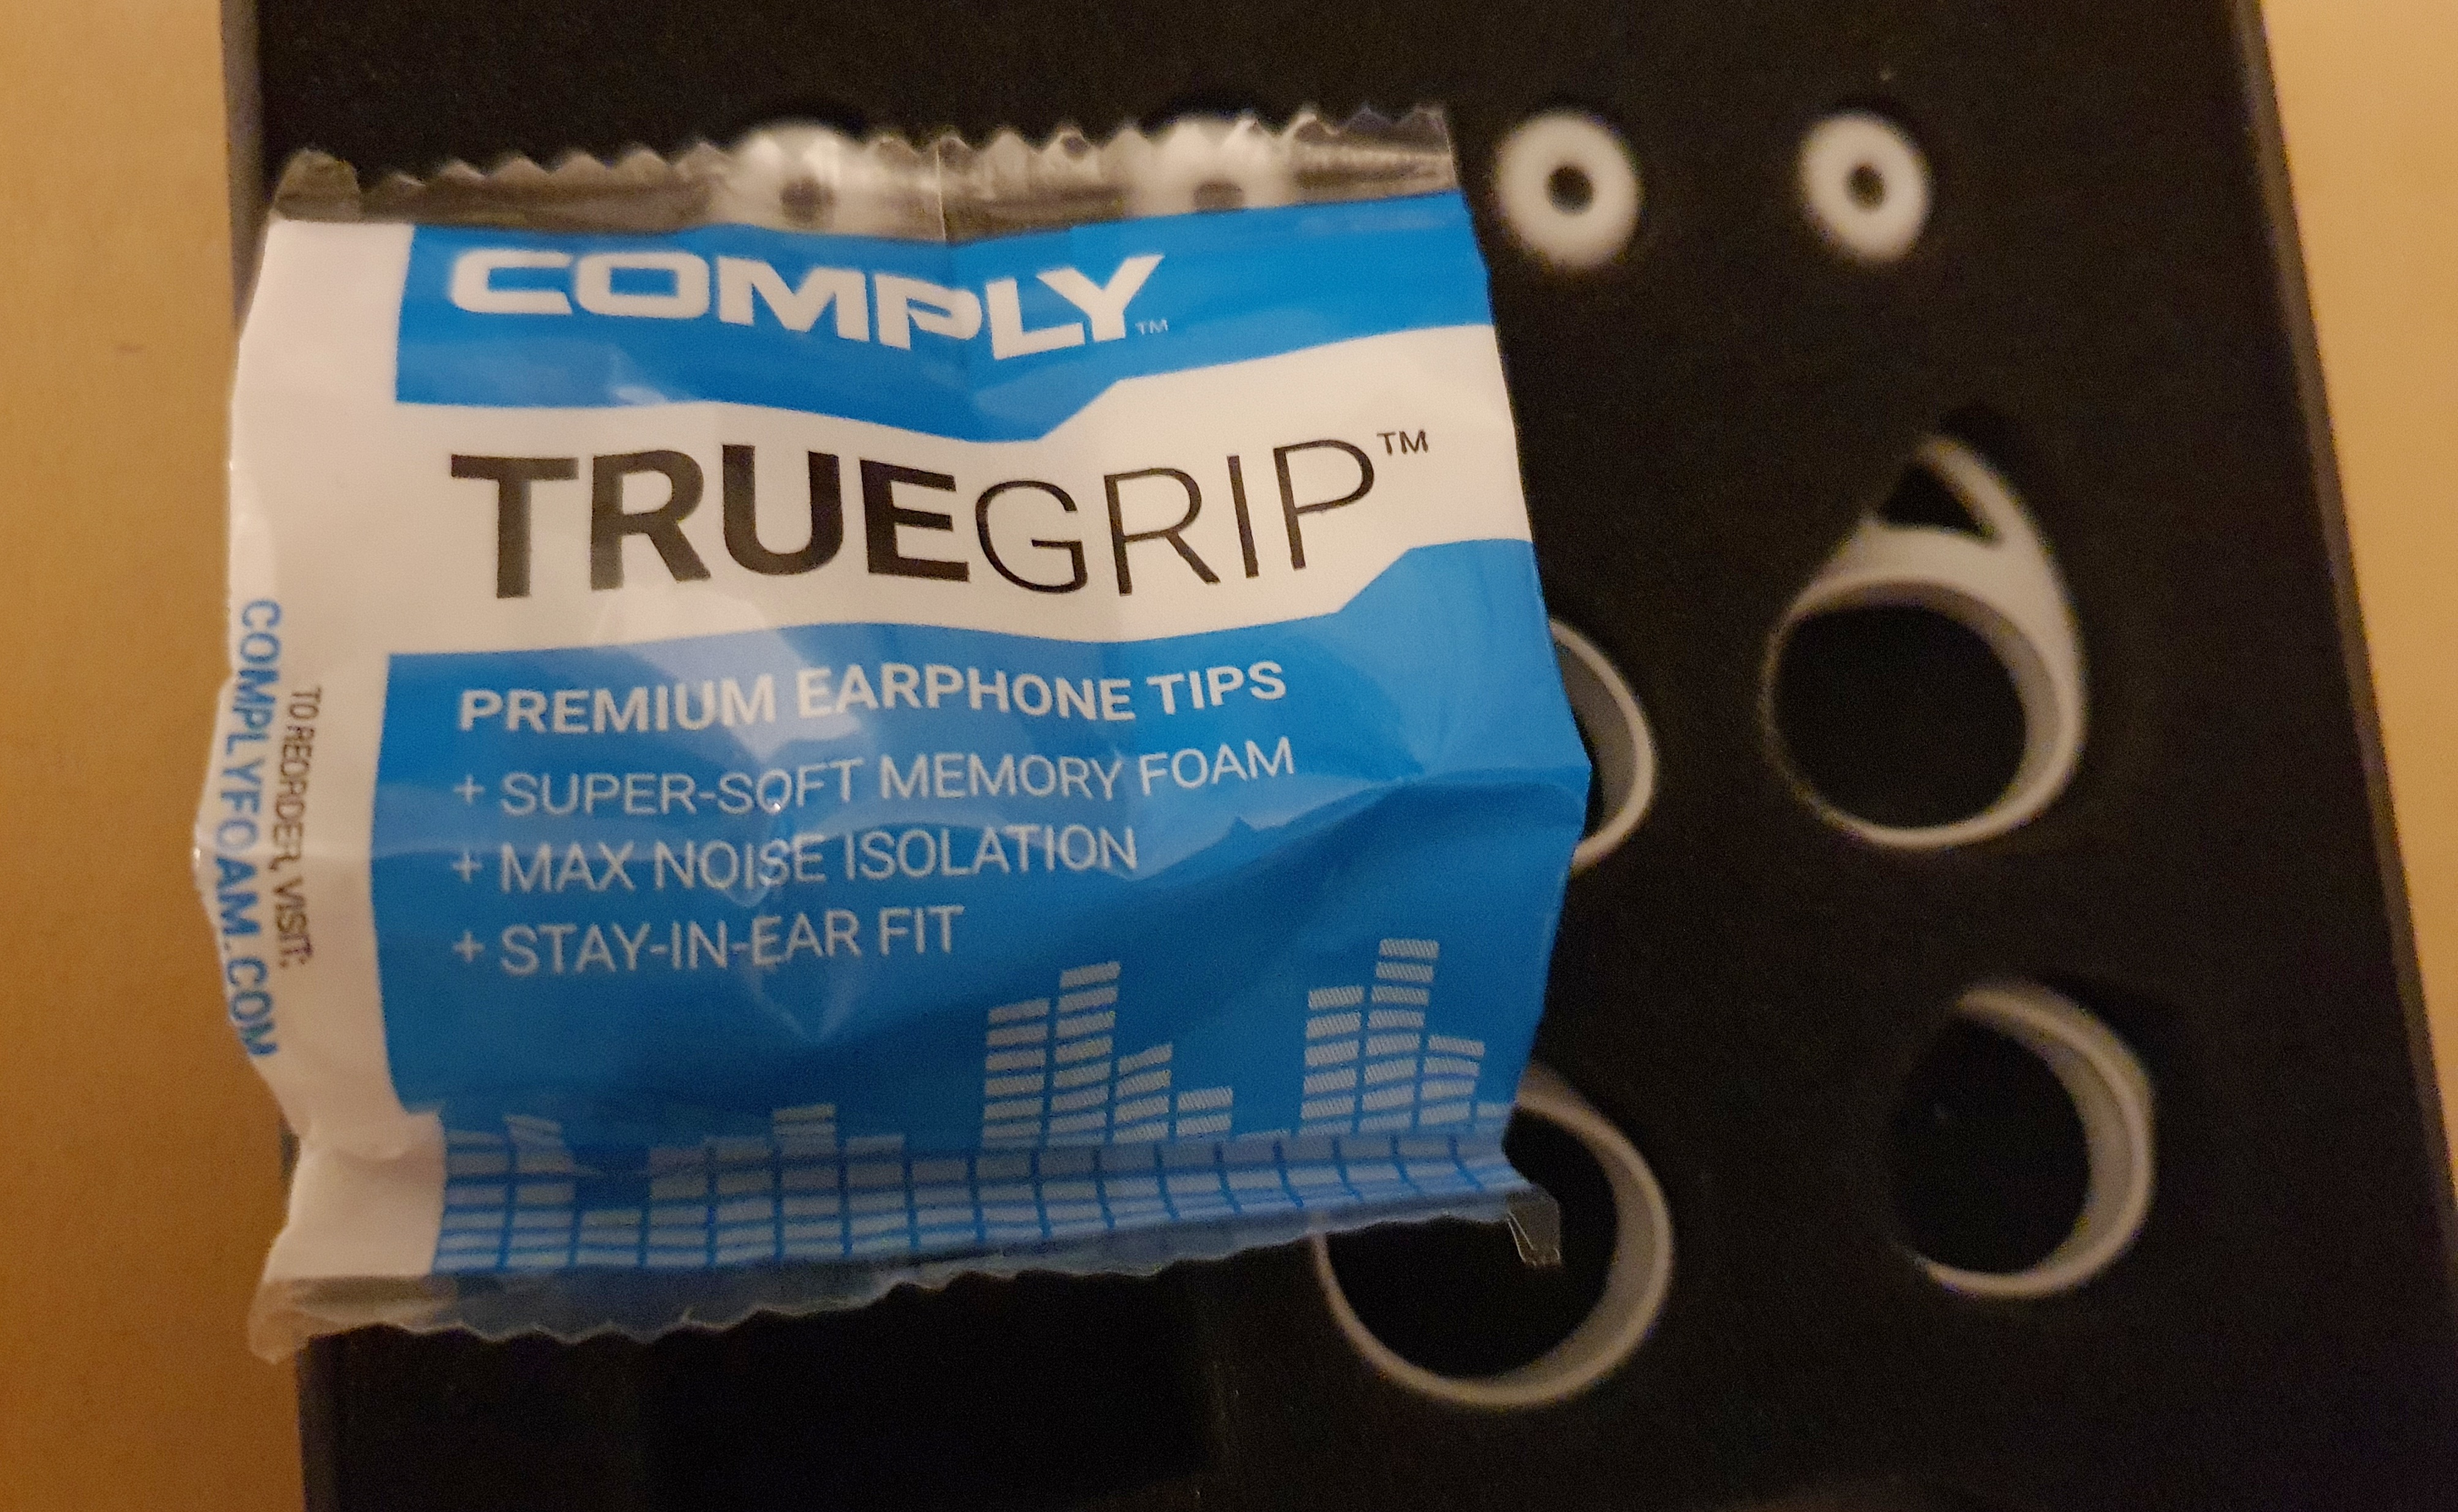 COMPLY™
TRUEGRIP™
PREMIUM EARPHONE TIPS
+ SUPER-SOFT MEMORY FOAM
+ MAX NOISE ISOLATION
+ STAY-IN-EAR FIT
TO REORDER, VISIT:
COMPLYFOAM.COM